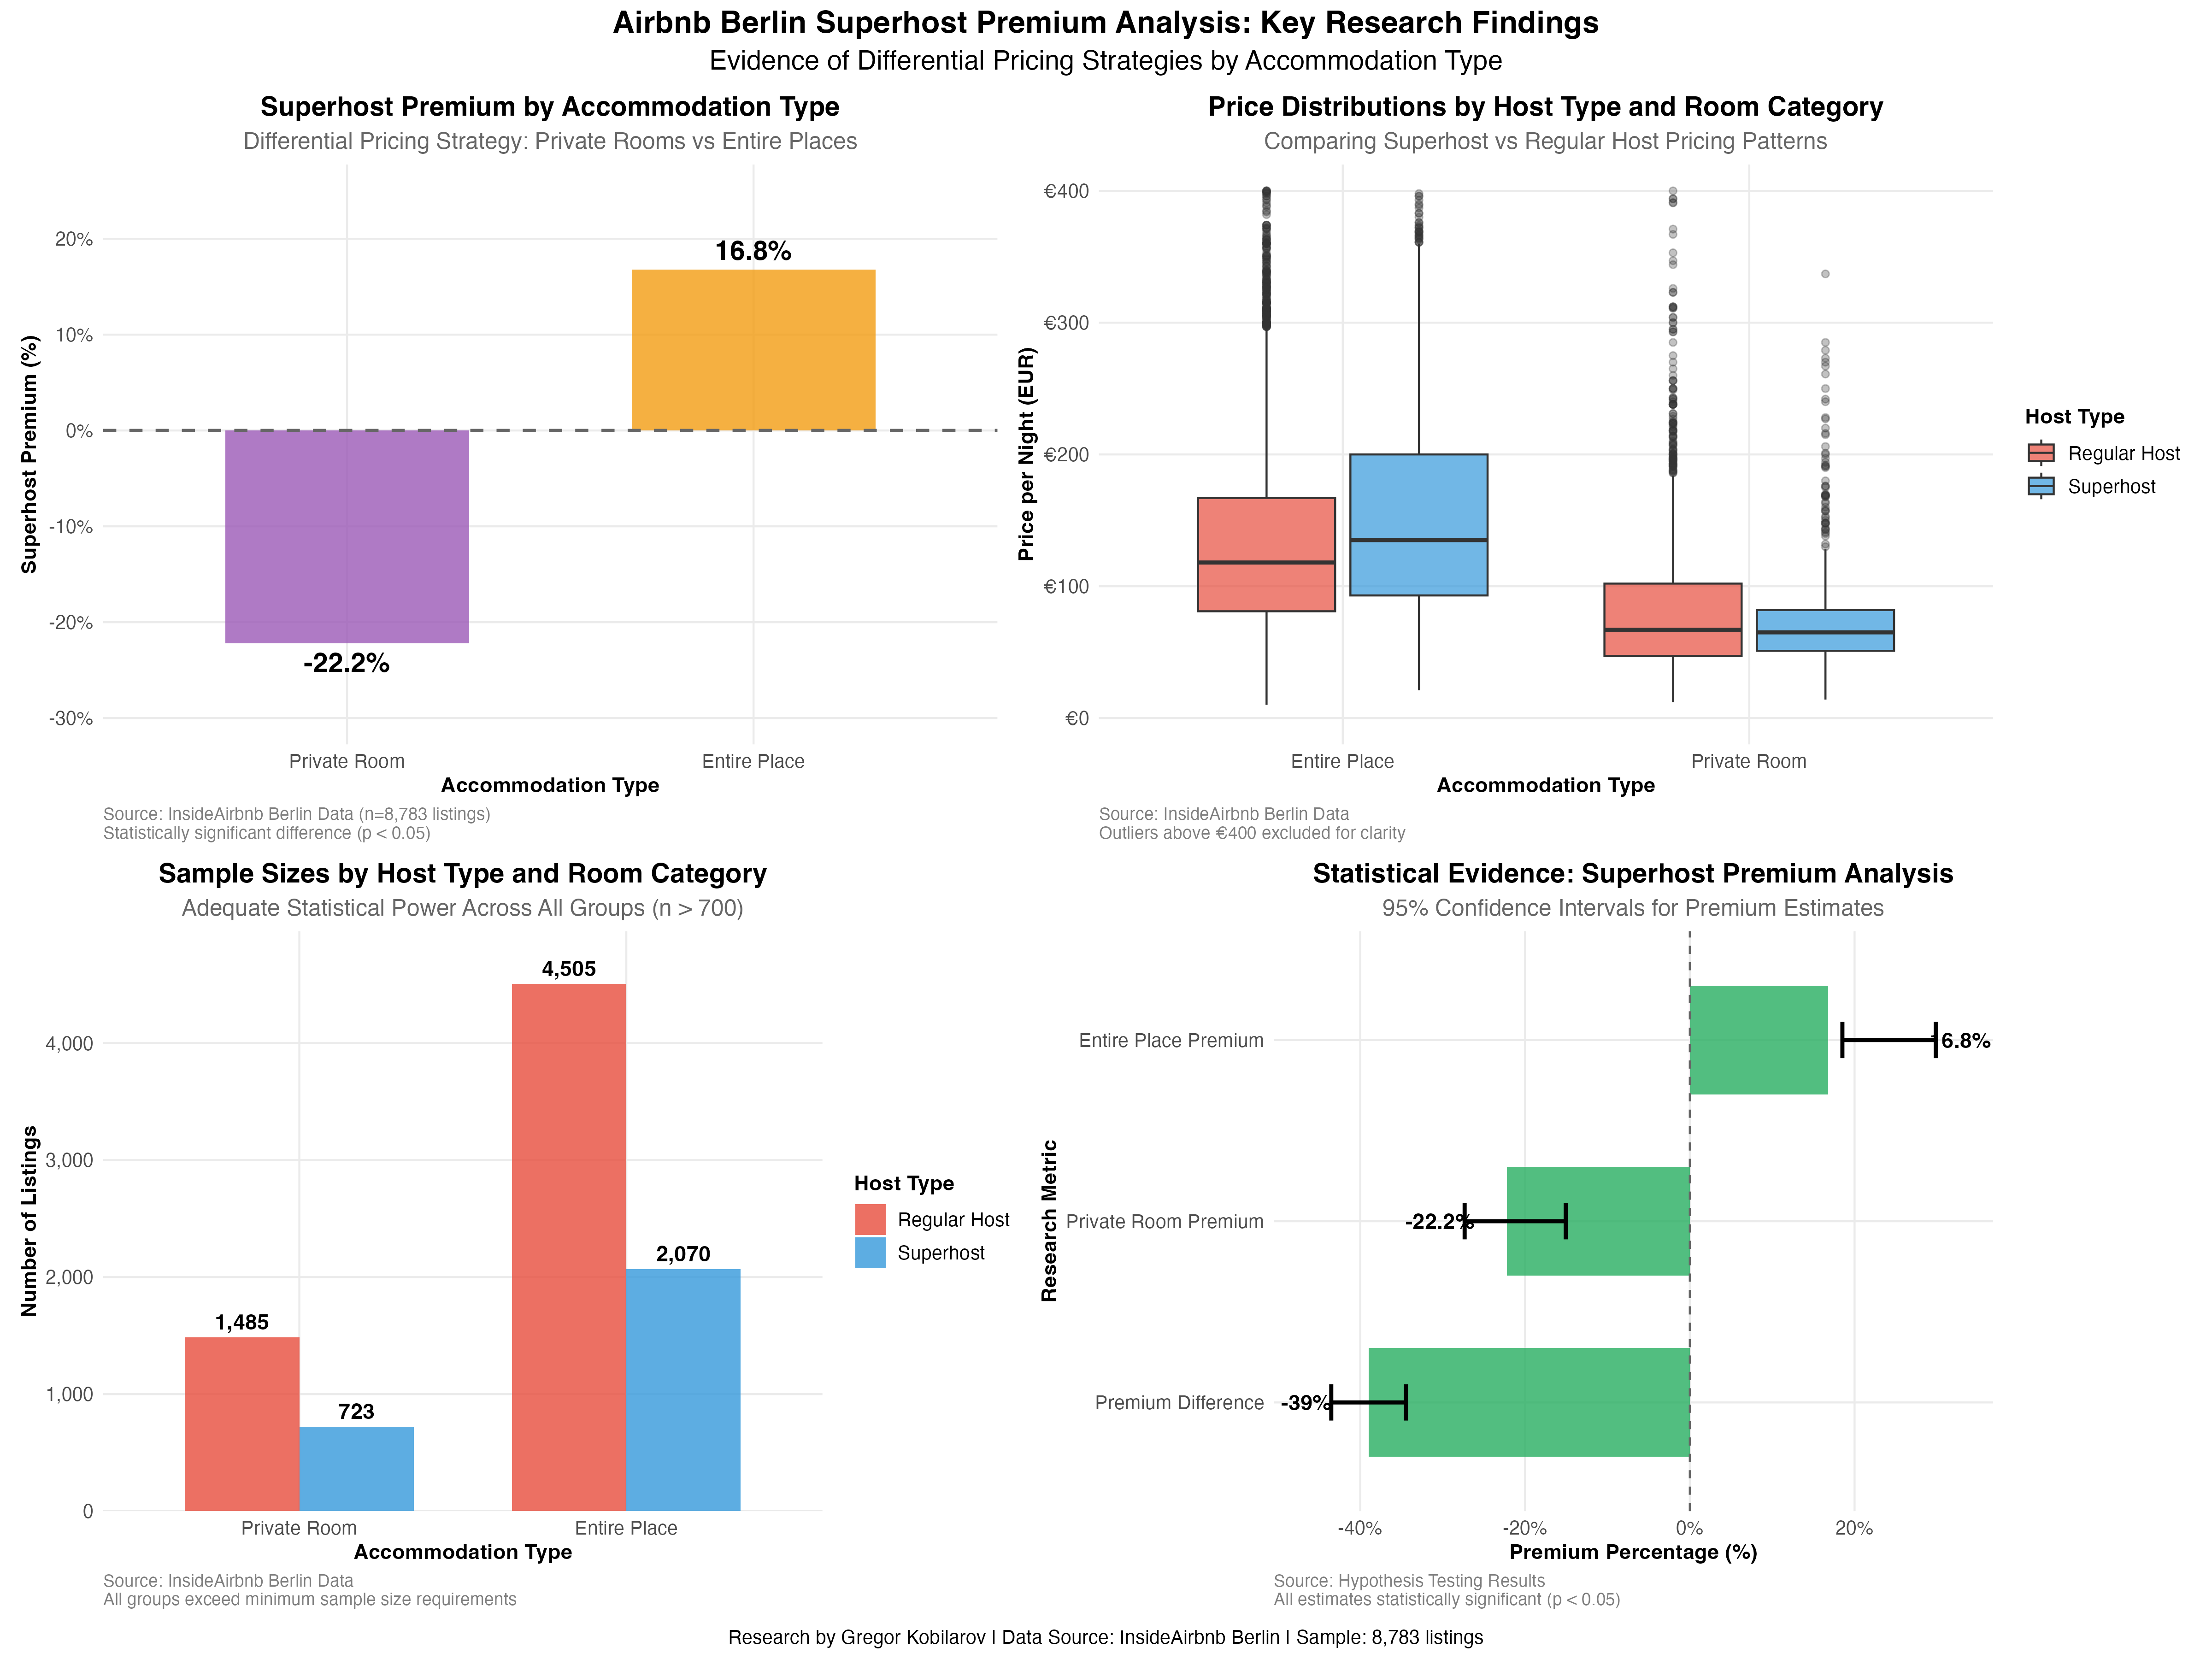 Airbnb Berlin Superhost Premium Analysis: Key Research Findings
Evidence of Differential Pricing Strategies by Accommodation Type
Superhost Premium by Accommodation Type
Differential Pricing Strategy: Private Rooms vs Entire Places
Superhost Premium (%)
20%
10%
0%
-10%
-20%
-30%
16.8%
-22.2%
Private Room
Entire Place
Accommodation Type
Source: InsideAirbnb Berlin Data (n=8,783 listings)
Statistically significant difference (p < 0.05)
Price Distributions by Host Type and Room Category
Comparing Superhost vs Regular Host Pricing Patterns
Price per Night (EUR)
€400
€300
€200
€100
€0
Entire Place
Private Room
Accommodation Type
Host Type
Regular Host
Superhost
Source: InsideAirbnb Berlin Data
Outliers above €400 excluded for clarity
Sample Sizes by Host Type and Room Category
Adequate Statistical Power Across All Groups (n > 700)
Number of Listings
4,000
3,000
2,000
1,000
0
1,485
723
4,505
2,070
Private Room
Entire Place
Accommodation Type
Host Type
Regular Host
Superhost
Source: InsideAirbnb Berlin Data
All groups exceed minimum sample size requirements
Statistical Evidence: Superhost Premium Analysis
95% Confidence Intervals for Premium Estimates
Research Metric
Entire Place Premium
6.8%
Private Room Premium
-22.2%
Premium Difference
-39%
-40%
-20%
0%
20%
Premium Percentage (%)
Source: Hypothesis Testing Results
All estimates statistically significant (p < 0.05)
Research by Gregor Kobilarov | Data Source: InsideAirbnb Berlin | Sample: 8,783 listings